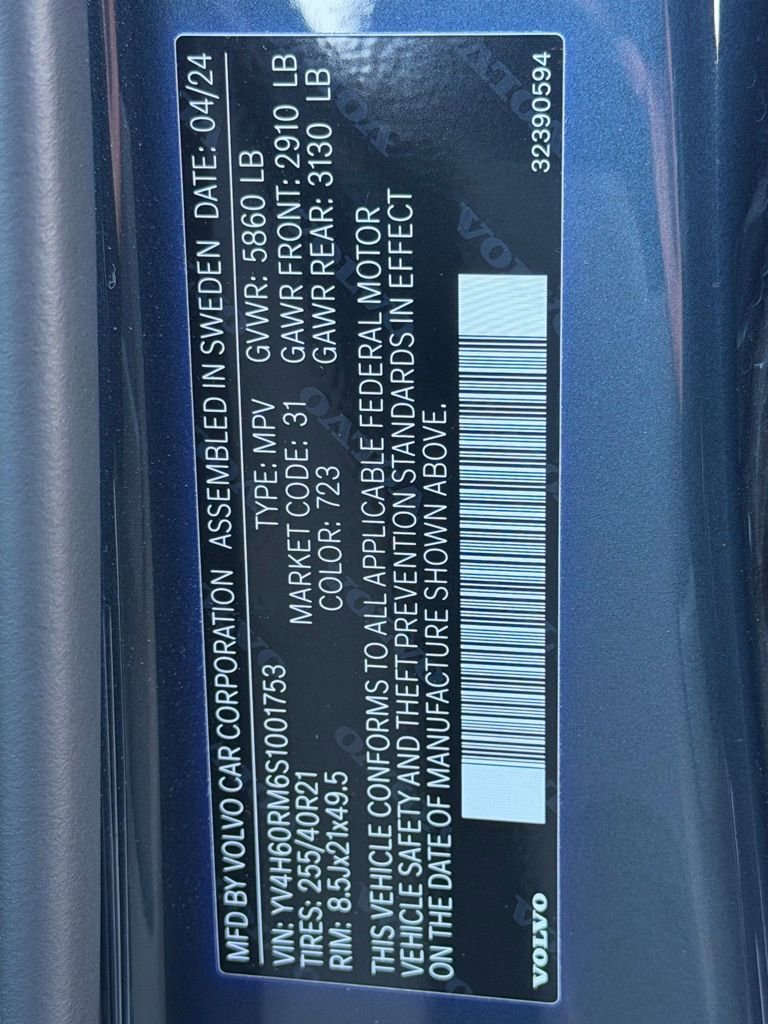 MFD BY VOLVO CAR CORPORATION ASSEMBLED IN SWEDEN DATE: 04/24
VIN: YV4H60RM6S1001753 TYPE: MPV GVWR: 5860 LB
TIRES: 255/40R21 MARKET CODE: 31 GAWR FRONT: 2910 LB
RIM: 8.5Jx21x49.5 COLOR: 723 GAWR REAR: 3130 LB
THIS VEHICLE CONFORMS TO ALL APPLICABLE FEDERAL MOTOR
VEHICLE SAFETY AND THEFT PREVENTION STANDARDS IN EFFECT
ON THE DATE OF MANUFACTURE SHOWN ABOVE.
VOLVO 32390594